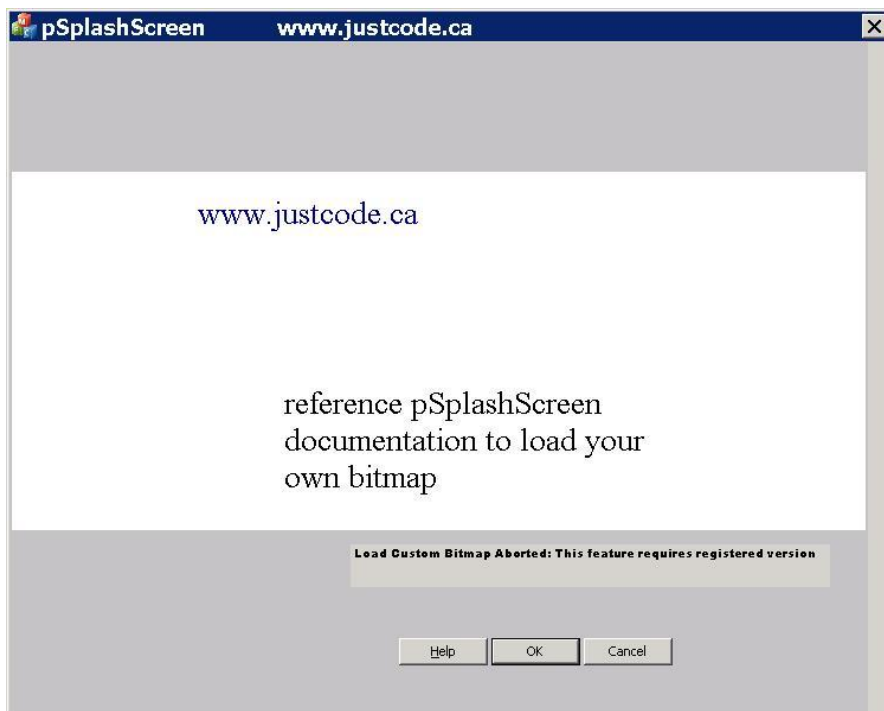 pSplashScreen www.justcode.ca
www.justcode.ca
reference pSplashScreen
documentation to load your
own bitmap
Load Custom Bitmap Aborted: This feature requires registered version
Help OK Cancel